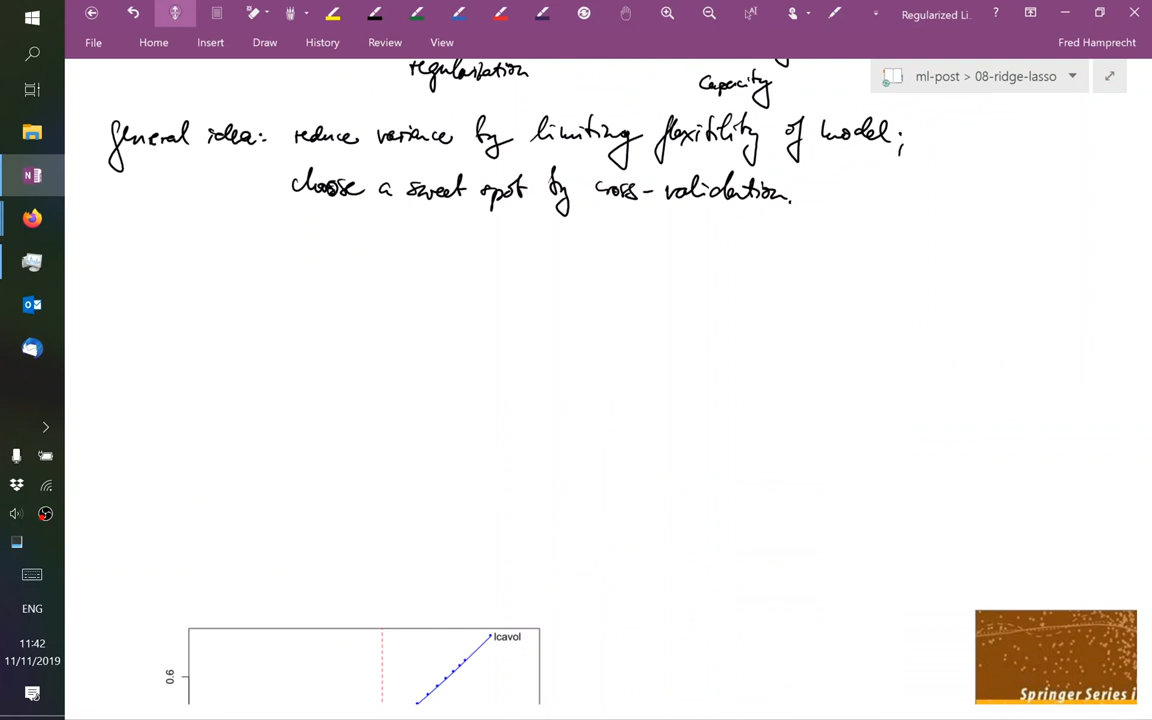 Regularized Li...
File Home Insert Draw History Review View Fred Hamprecht
ml-post > 08-ridge-lasso
regularization
Capacity
General idea: reduce variance by limiting flexibility of model;
choose a sweet spot by cross-validation.
ENG
11:42
11/11/2019
lcavol
0.6
Springer Series i